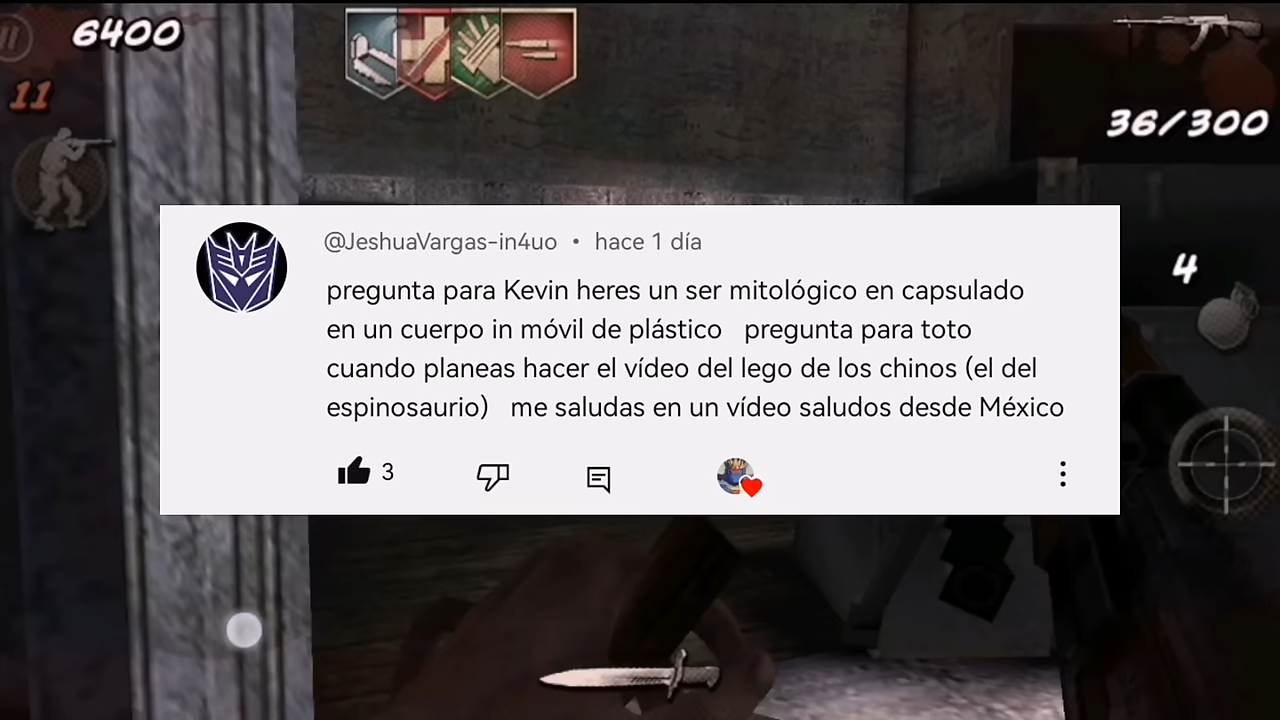 6400
11
36/300
4
@JeshuaVargas-in4uo • hace 1 día
pregunta para Kevin heres un ser mitológico en capsulado
en un cuerpo in móvil de plástico pregunta para toto
cuando planeas hacer el vídeo del lego de los chinos (el del
espinosaurio) me saludas en un vídeo saludos desde México
3